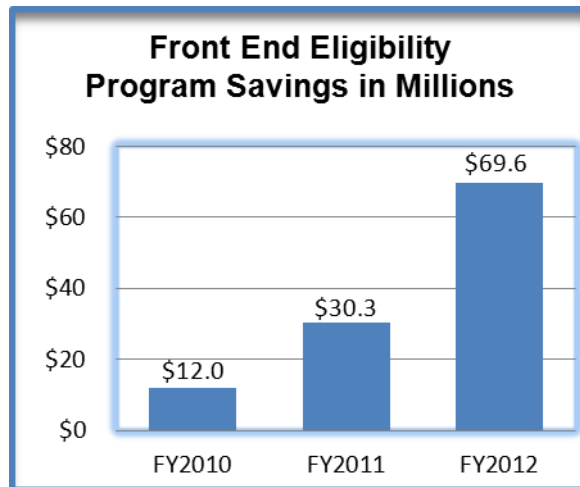 Front End Eligibility
Program Savings in Millions
$80
$60
$40
$20
$0
$12.0
$30.3
$69.6
FY2010
FY2011
FY2012